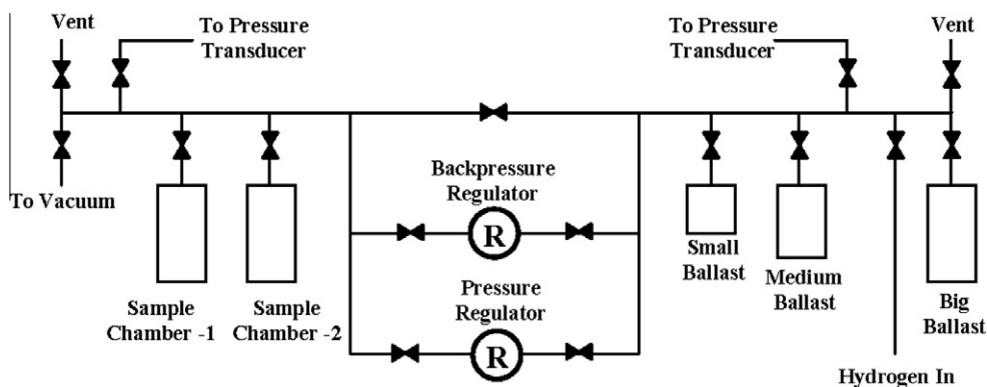 Vent
To Pressure
Transducer
To Pressure
Transducer
Vent
To Vacuum
Sample
Chamber -1
Sample
Chamber -2
Backpressure
Regulator
R
Pressure
Regulator
R
Small
Ballast
Medium
Ballast
Big
Ballast
Hydrogen In